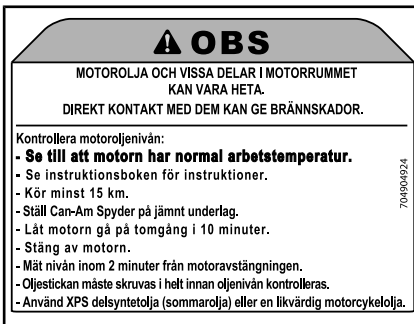 OBS
MOTOROLJA OCH VISSA DELAR I MOTORRUMMET
KAN VARA HETA.
DIREKT KONTAKT MED DEM KAN GE BRÄNNSKADOR.
Kontrollera motoroljenivån:
- Se till att motorn har normal arbetstemperatur.
- Se instruktionsboken för instruktioner.
- Kör minst 15 km.
- Ställ Can-Am Spyder på jämnt underlag.
- Låt motorn gå på tomgång i 10 minuter.
- Stäng av motorn.
- Mät nivån inom 2 minuter från motoravstängningen.
- Oljestickan måste skruvas i helt innan oljenivån kontrolleras.
- Använd XPS delsyntetolja (sommarolja) eller en likvärdig motorcykelolja.
704904924